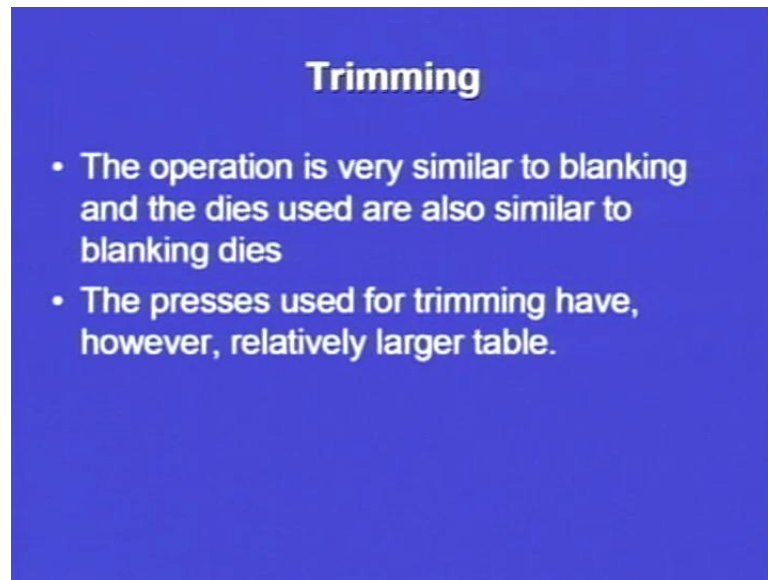 Trimming
• The operation is very similar to blanking
and the dies used are also similar to
blanking dies
• The presses used for trimming have,
however, relatively larger table.